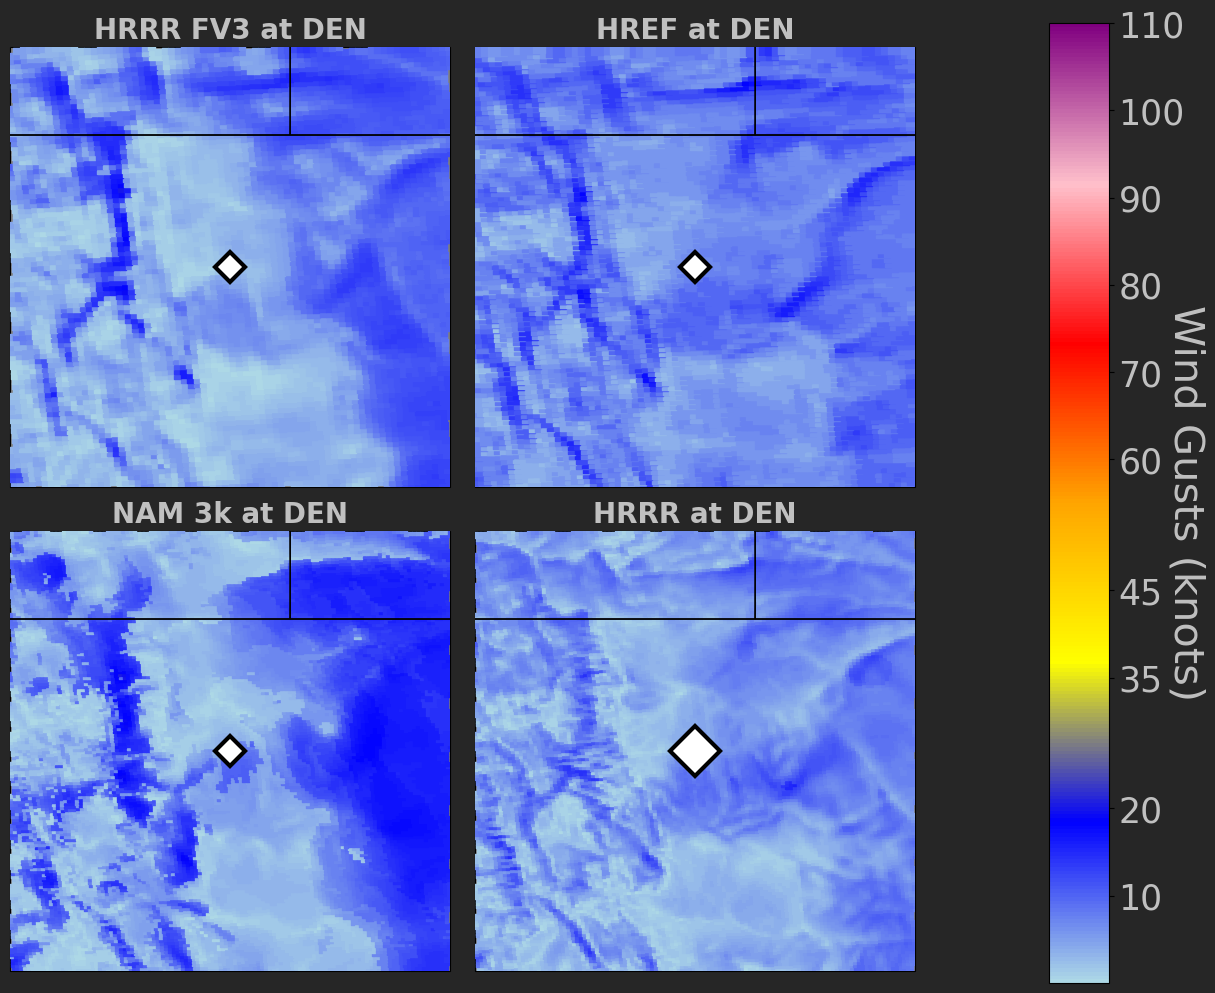 HRRR FV3 at DEN
HREF at DEN
NAM 3k at DEN
HRRR at DEN
110
100
90
80
70
60
45
35
20
10
Wind Gusts (knots)